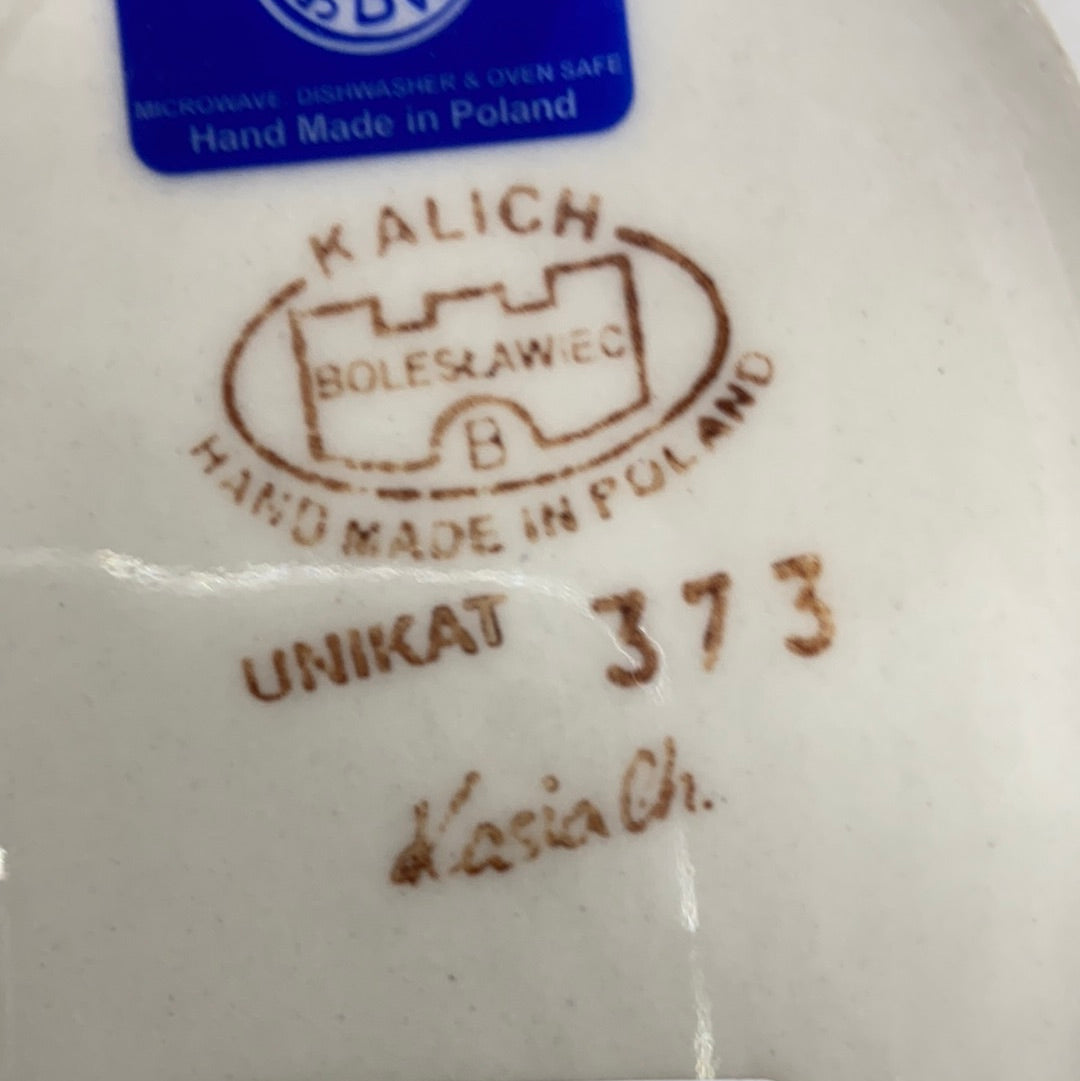 MICROWAVE DISHWASHER & OVEN SAFE
Hand Made in Poland
KALICH
BOLESŁAWIEC
B
HAND MADE IN POLAND
UNIKAT 373
Kasia Ch.